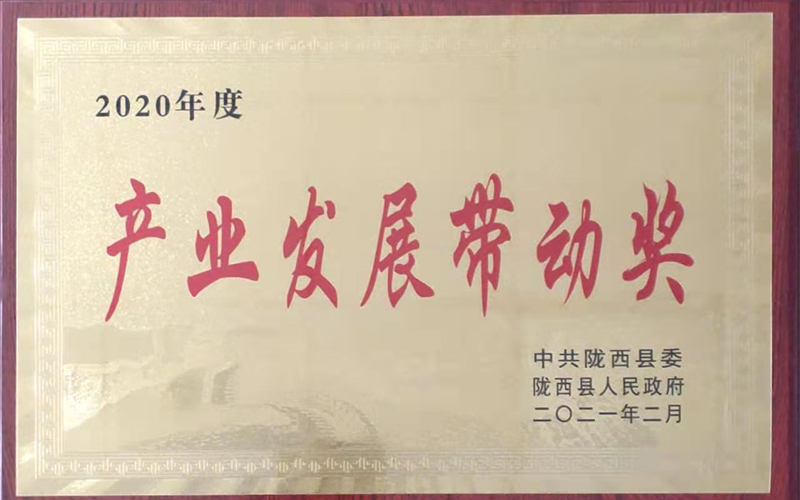 2020年度
产业发展带动奖
中共陇西县委
陇西县人民政府
二〇二一年二月